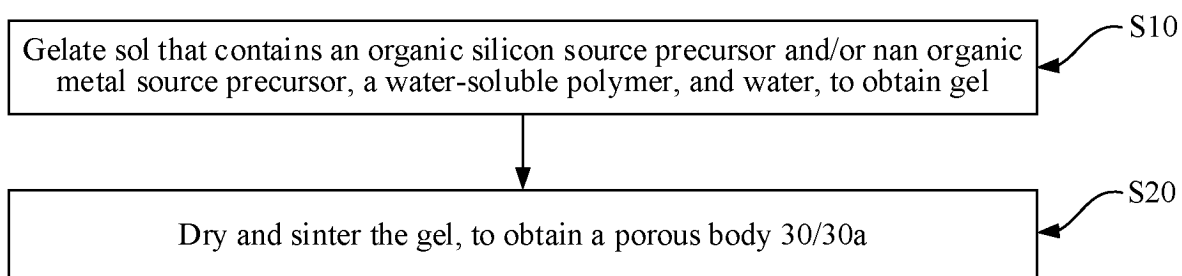 S10
Gelate sol that contains an organic silicon source precursor and/or nan organic
metal source precursor, a water-soluble polymer, and water, to obtain gel
S20
Dry and sinter the gel, to obtain a porous body 30/30a